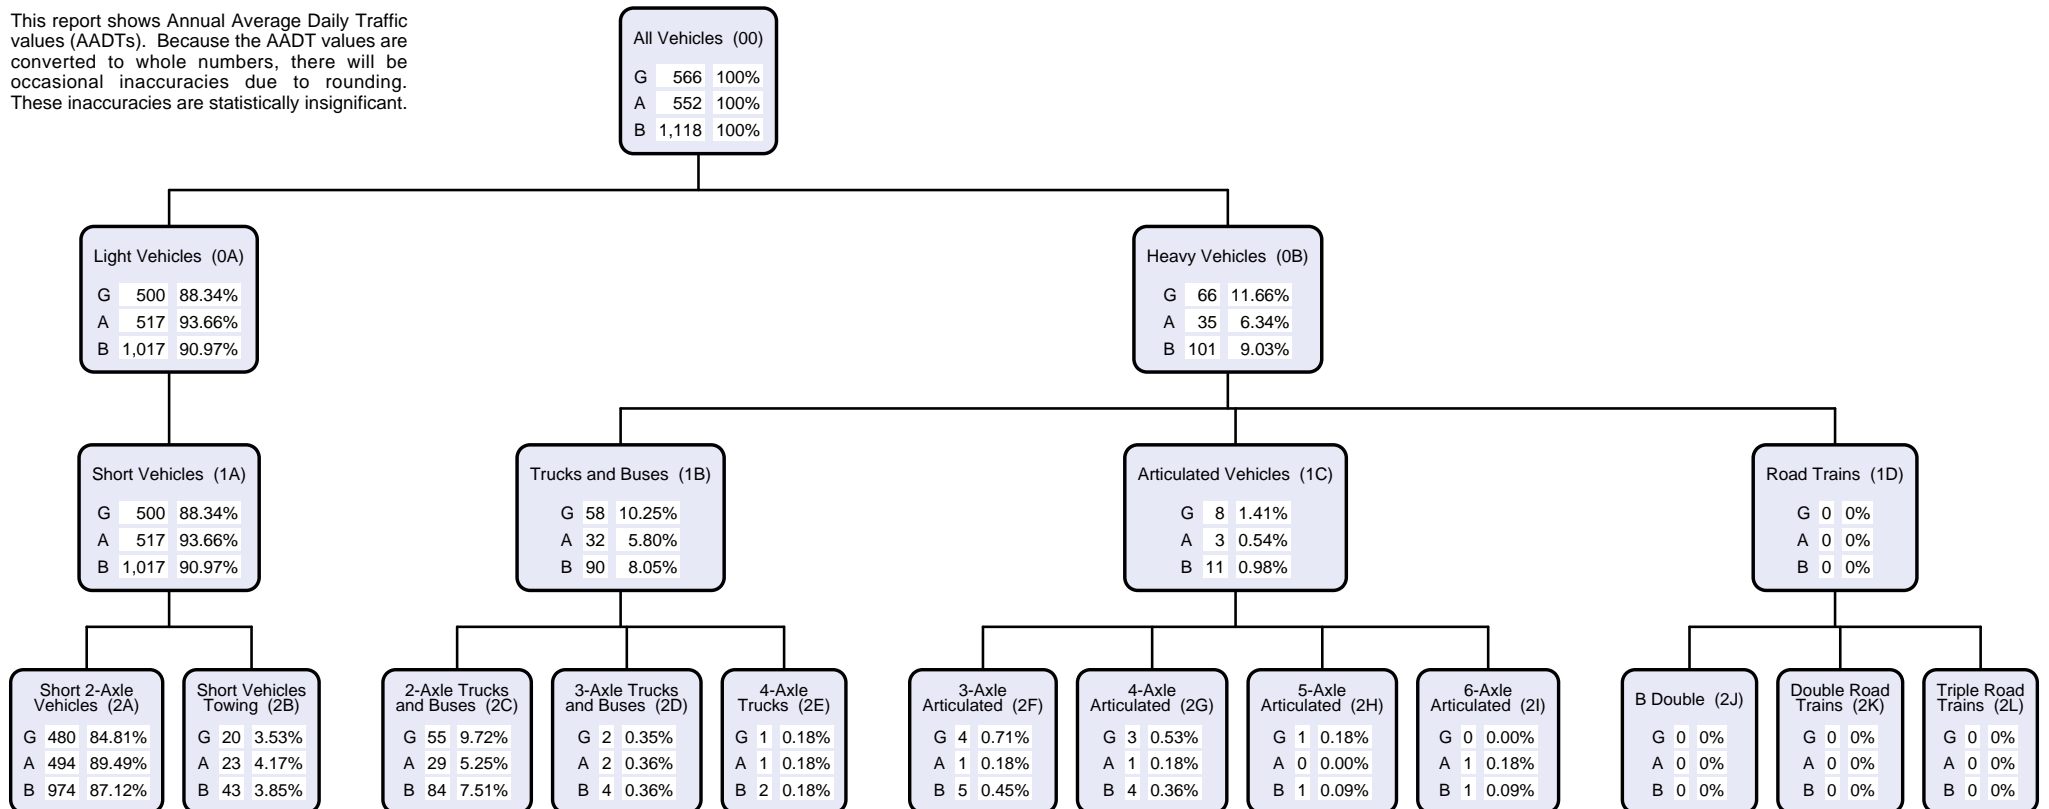 This report shows Annual Average Daily Traffic
values (AADTs). Because the AADT values are
converted to whole numbers, there will be
occasional inaccuracies due to rounding.
These inaccuracies are statistically insignificant.
All Vehicles (00)
G 566 100%
A 552 100%
B 1,118 100%
Light Vehicles (0A)
G 500 88.34%
A 517 93.66%
B 1,017 90.97%
Heavy Vehicles (0B)
G 66 11.66%
A 35 6.34%
B 101 9.03%
Short Vehicles (1A)
G 500 88.34%
A 517 93.66%
B 1,017 90.97%
Trucks and Buses (1B)
G 58 10.25%
A 32 5.80%
B 90 8.05%
Articulated Vehicles (1C)
G 8 1.41%
A 3 0.54%
B 11 0.98%
Road Trains (1D)
G 0 0%
A 0 0%
B 0 0%
Short 2-Axle
Vehicles (2A)
G 480 84.81%
A 494 89.49%
B 974 87.12%
Short Vehicles
Towing (2B)
G 20 3.53%
A 23 4.17%
B 43 3.85%
2-Axle Trucks
and Buses (2C)
G 55 9.72%
A 29 5.25%
B 84 7.51%
3-Axle Trucks
and Buses (2D)
G 2 0.35%
A 2 0.36%
B 4 0.36%
4-Axle
Trucks (2E)
G 1 0.18%
A 1 0.18%
B 2 0.18%
3-Axle
Articulated (2F)
G 4 0.71%
A 1 0.18%
B 5 0.45%
4-Axle
Articulated (2G)
G 3 0.53%
A 1 0.18%
B 4 0.36%
5-Axle
Articulated (2H)
G 1 0.18%
A 0 0.00%
B 1 0.09%
6-Axle
Articulated (2I)
G 0 0.00%
A 1 0.18%
B 1 0.09%
B Double (2J)
G 0 0%
A 0 0%
B 0 0%
Double Road
Trains (2K)
G 0 0%
A 0 0%
B 0 0%
Triple Road
Trains (2L)
G 0 0%
A 0 0%
B 0 0%